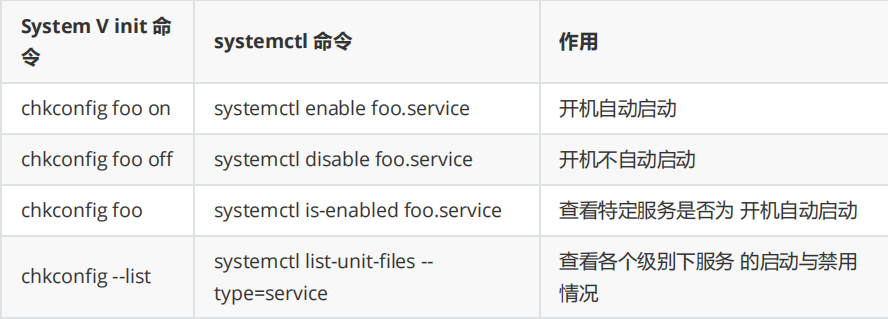 System V init 命
令
systemctl 命令
作用
chkconfig foo on
systemctl enable foo.service
开机自动启动
chkconfig foo off
systemctl disable foo.service
开机不自动启动
chkconfig foo
systemctl is-enabled foo.service
查看特定服务是否为 开机自动启动
chkconfig --list
systemctl list-unit-files --
type=service
查看各个级别下服务 的启动与禁用
情况